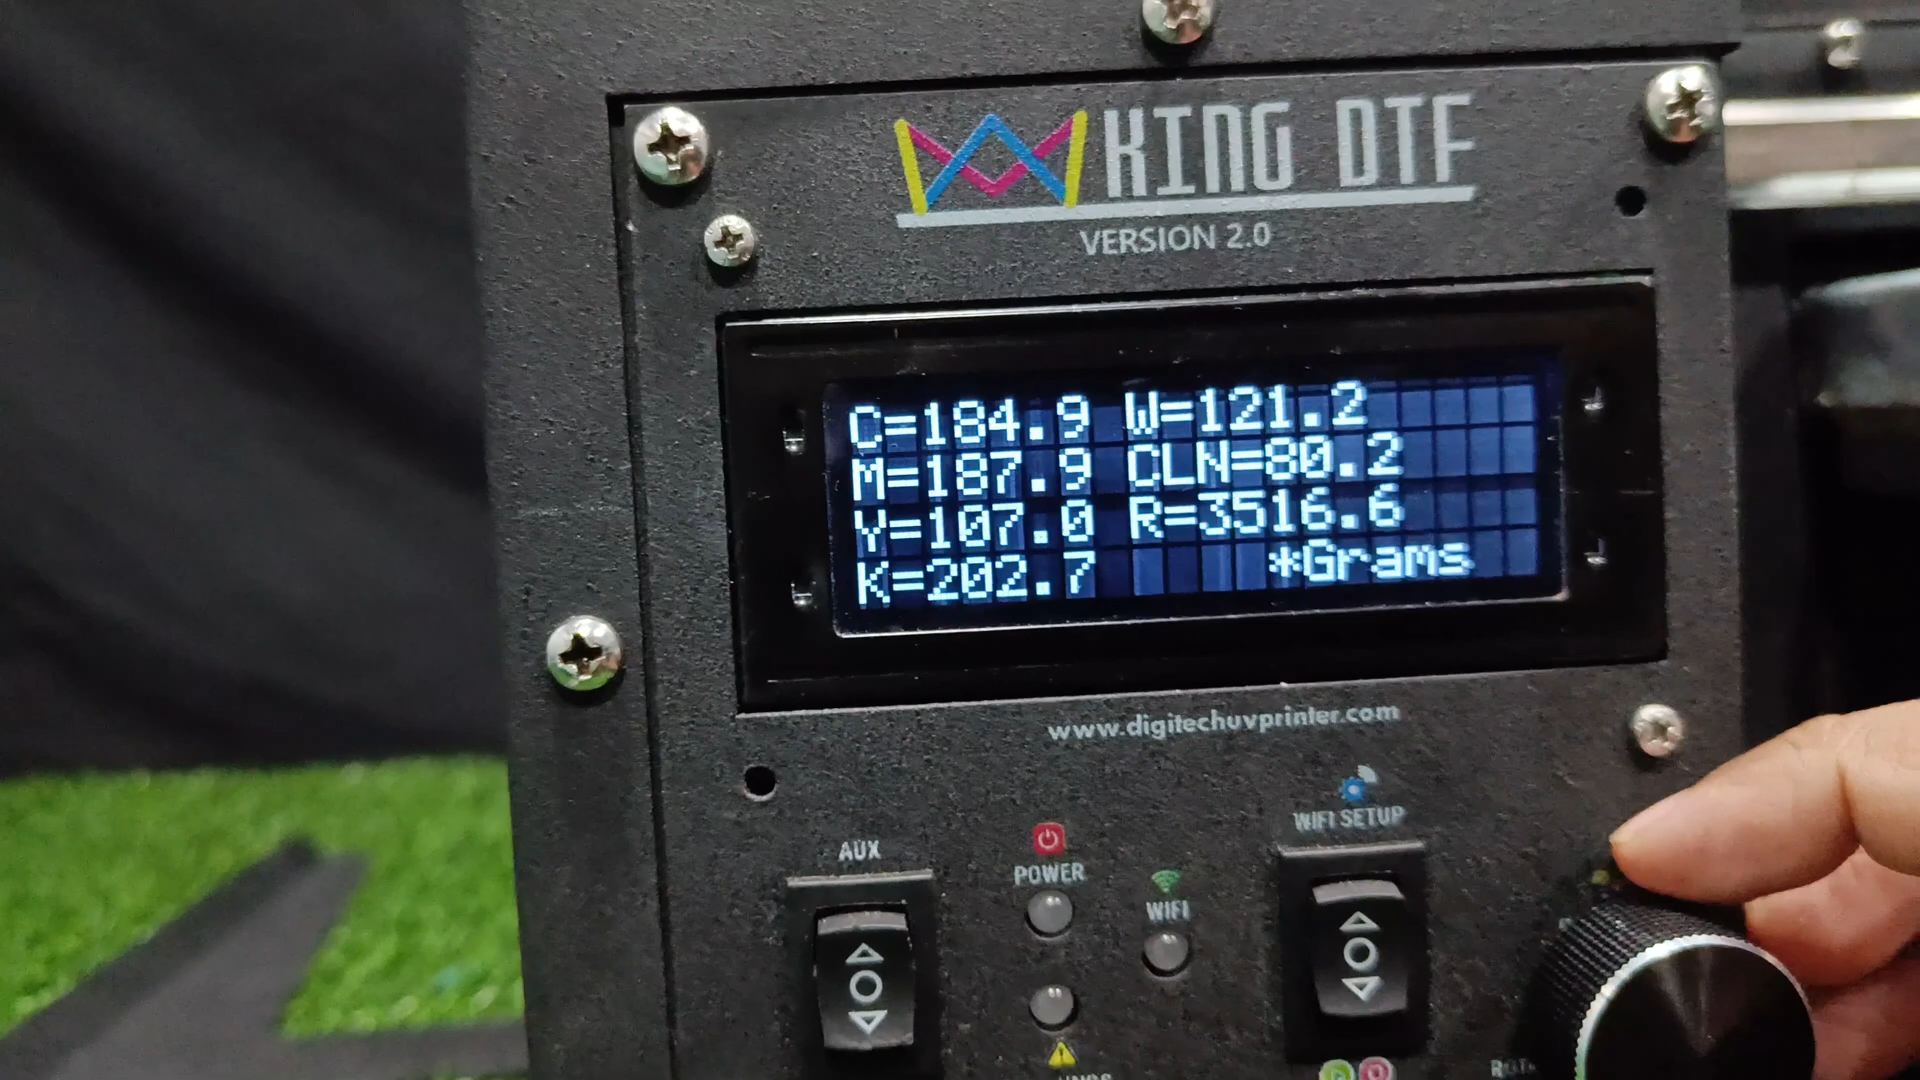 KING DTF
VERSION 2.0
C=184.9 W=121.2
M=187.9 CLN=80.2
Y=107.0 R=3516.6
K=202.7 *Grams
www.digitechuvprinter.com
WIFI SETUP
AUX
POWER
WIFI